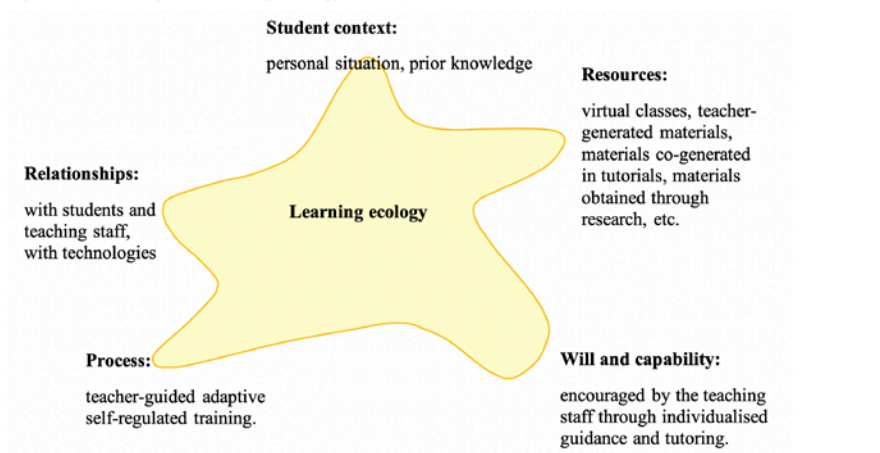 Student context:
personal situation, prior knowledge
Resources:
virtual classes, teacher-
generated materials,
materials co-generated
in tutorials, materials
obtained through
research, etc.
Relationships:
with students and
teaching staff,
with technologies
Learning ecology
Process:
teacher-guided adaptive
self-regulated training.
Will and capability:
encouraged by the teaching
staff through individualised
guidance and tutoring.